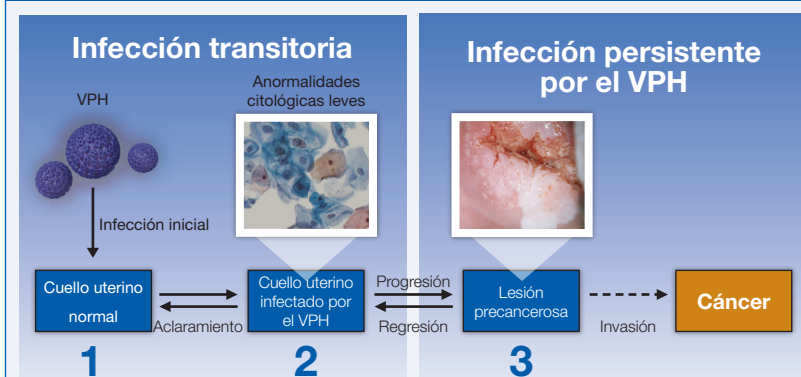 Infección transitoria
VPH
Anormalidades
citológicas leves
Infección inicial
Cuello uterino
normal
Aclaramiento
Cuello uterino
infectado por
el VPH
1
2
Infección persistente
por el VPH
Progresión
Regresión
Lesión
precancerosa
Invasión
Cáncer
3